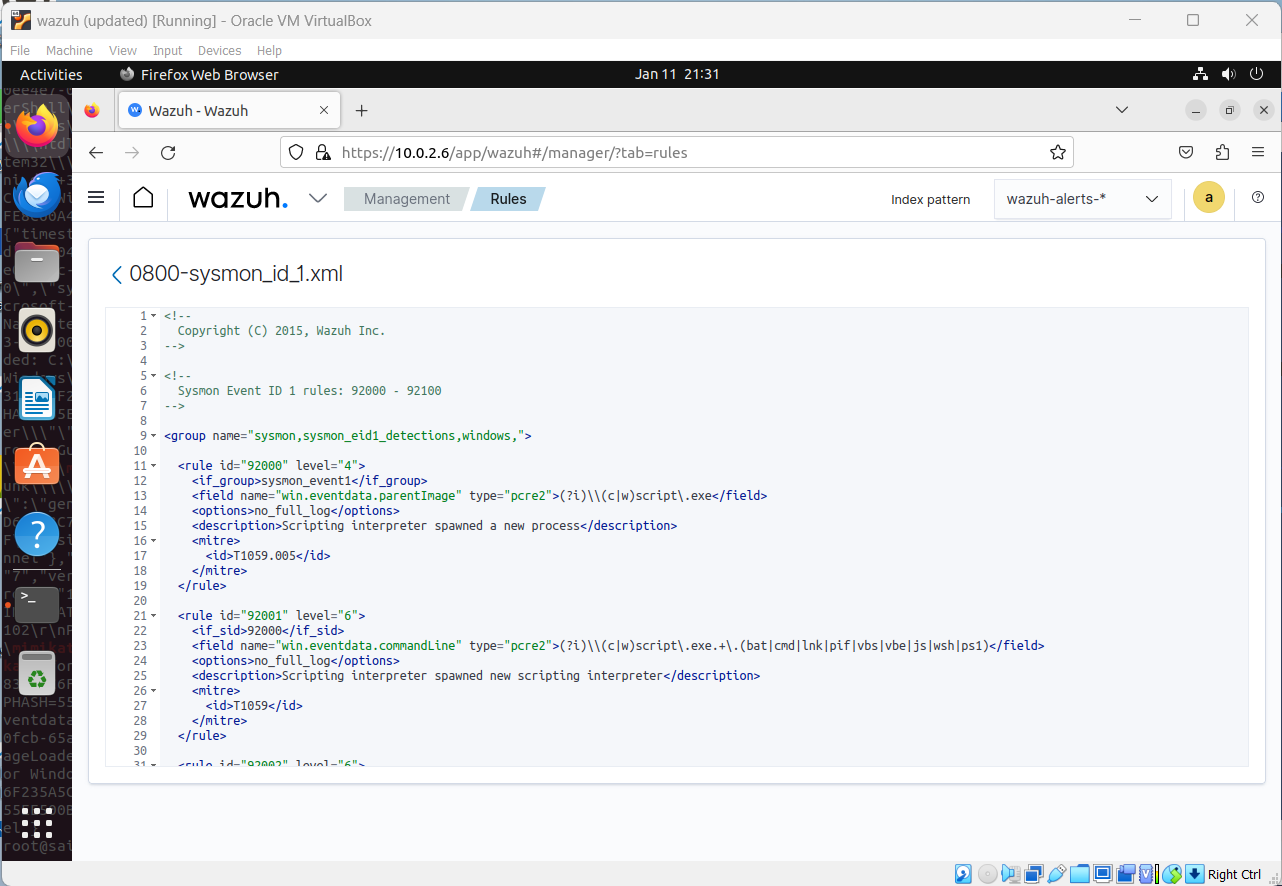 wazuh (updated) [Running] - Oracle VM VirtualBox
File Machine View Input Devices Help
Activities Firefox Web Browser Jan 11 21:31
Wazuh - Wazuh
https://10.0.2.6/app/wazuh#/manager/?tab=rules
wazuh. Management Rules Index pattern wazuh-alerts-* a
0800-sysmon_id_1.xml
1 <!--
2 Copyright (C) 2015, Wazuh Inc.
3 -->
4
5 <!--
6 Sysmon Event ID 1 rules: 92000 - 92100
7 -->
8
9 <group name="sysmon,sysmon_eid1_detections,windows,">
10
11 <rule id="92000" level="4">
12 <if_group>sysmon_event1</if_group>
13 <field name="win.eventdata.parentImage" type="pcre2">(?i)\\(c|w)script\.exe</field>
14 <options>no_full_log</options>
15 <description>Scripting interpreter spawned a new process</description>
16 <mitre>
17 <id>T1059.005</id>
18 </mitre>
19 </rule>
20
21 <rule id="92001" level="6">
22 <if_sid>92000</if_sid>
23 <field name="win.eventdata.commandLine" type="pcre2">(?i)\\(c|w)script\.exe.+\.(bat|cmd|lnk|pif|vbs|vbe|js|wsh|ps1)</field>
24 <options>no_full_log</options>
25 <description>Scripting interpreter spawned new scripting interpreter</description>
26 <mitre>
27 <id>T1059</id>
28 </mitre>
29 </rule>
30
31 <rule id="92002" level="6">
Right Ctrl